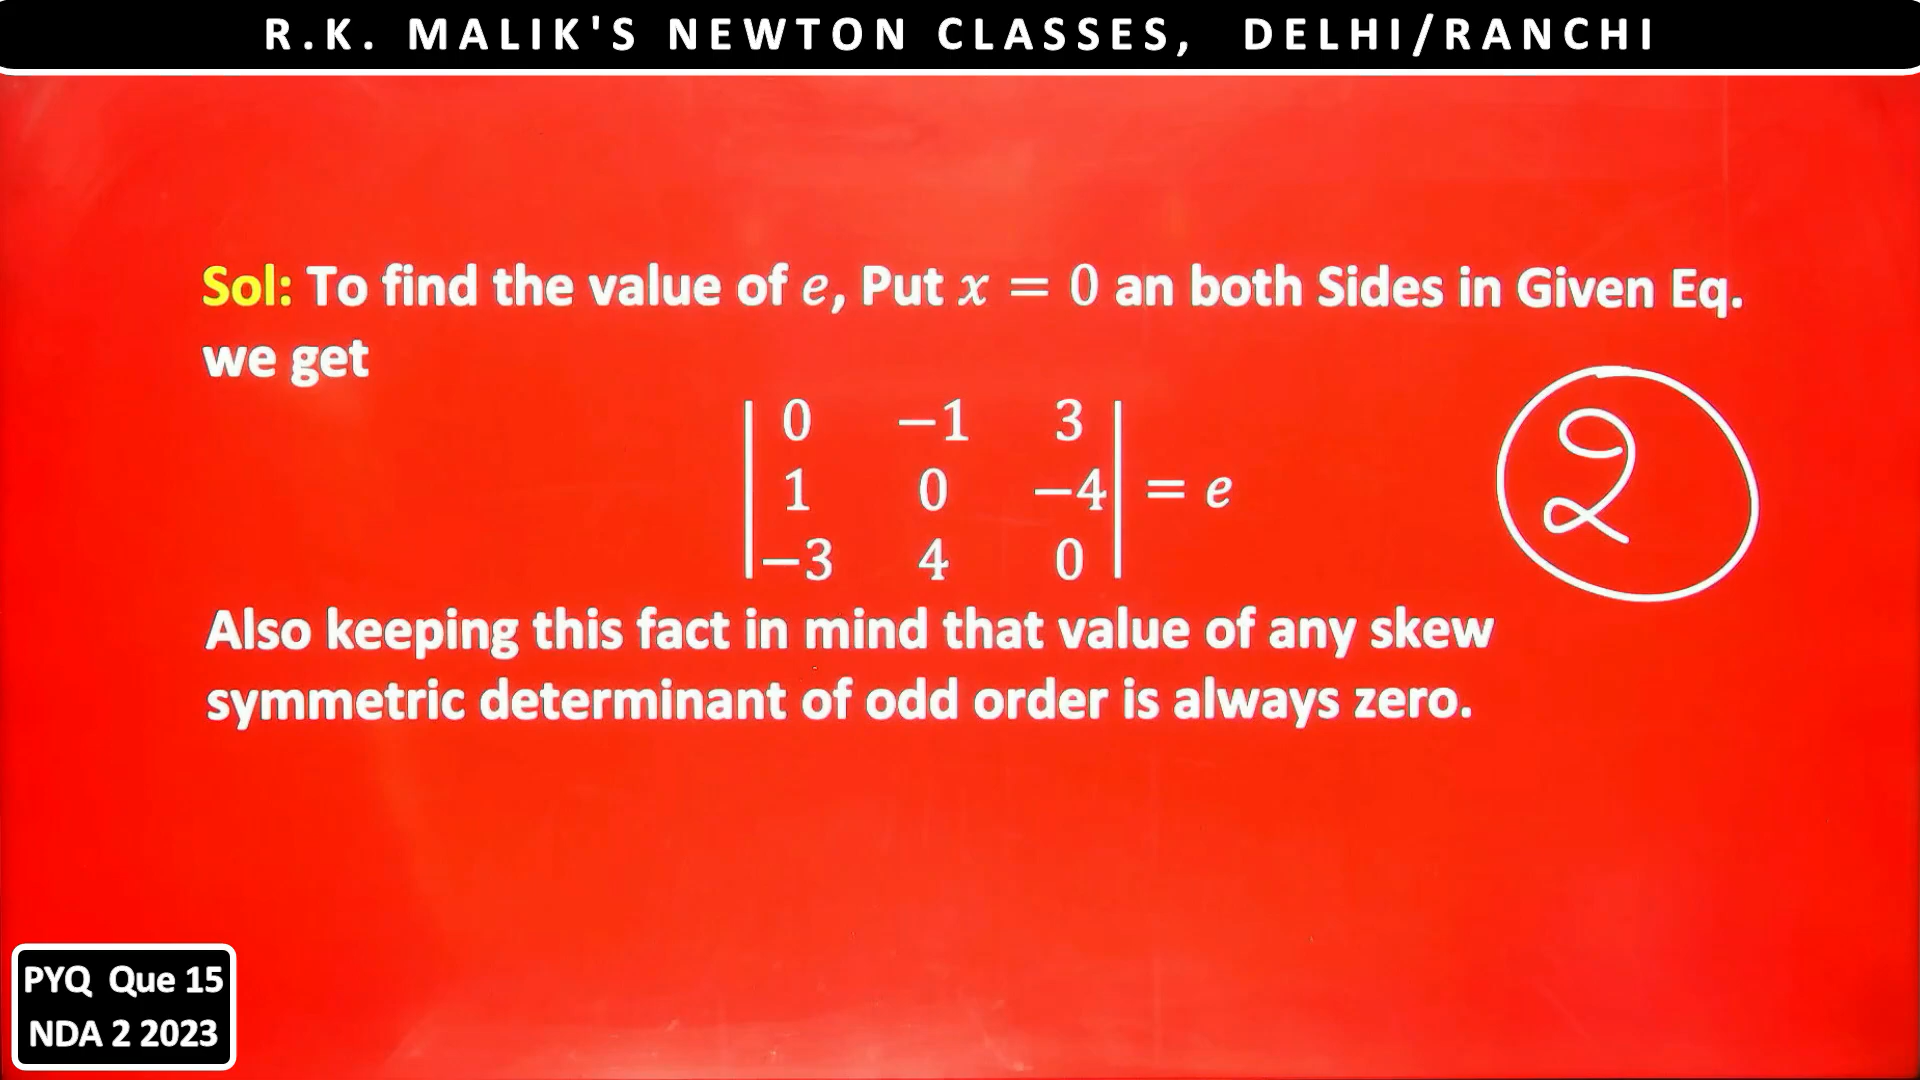 R.K. MALIK'S NEWTON CLASSES, DELHI/RANCHI
Sol: To find the value of e, Put x = 0 an both Sides in Given Eq.
we get
| 0 −1 3 |
| 1 0 −4 | = e
| −3 4 0 |
2
Also keeping this fact in mind that value of any skew
symmetric determinant of odd order is always zero.
PYQ Que 15
NDA 2 2023